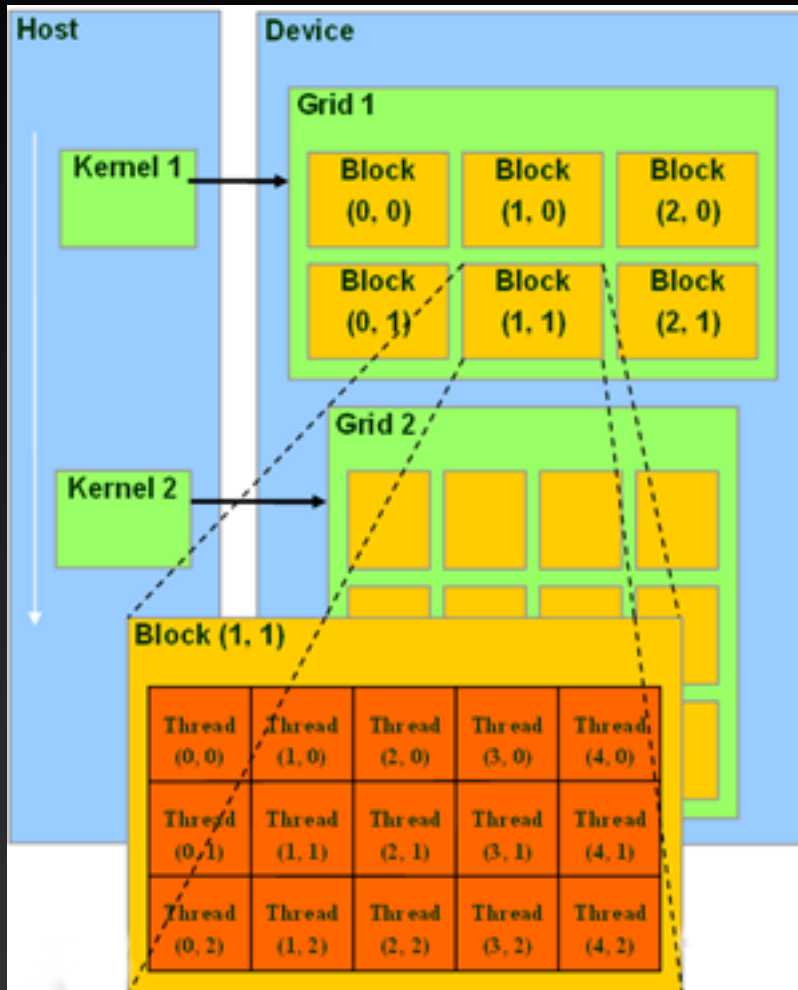 Host
Device
Grid 1
Kernel 1
Block
(0, 0)
Block
(1, 0)
Block
(2, 0)
Block
(0, 1)
Block
(1, 1)
Block
(2, 1)
Grid 2
Kernel 2
Block (1, 1)
Thread
(0, 0)
Thread
(1, 0)
Thread
(2, 0)
Thread
(3, 0)
Thread
(4, 0)
Thread
(0, 1)
Thread
(1, 1)
Thread
(2, 1)
Thread
(3, 1)
Thread
(4, 1)
Thread
(0, 2)
Thread
(1, 2)
Thread
(2, 2)
Thread
(3, 2)
Thread
(4, 2)